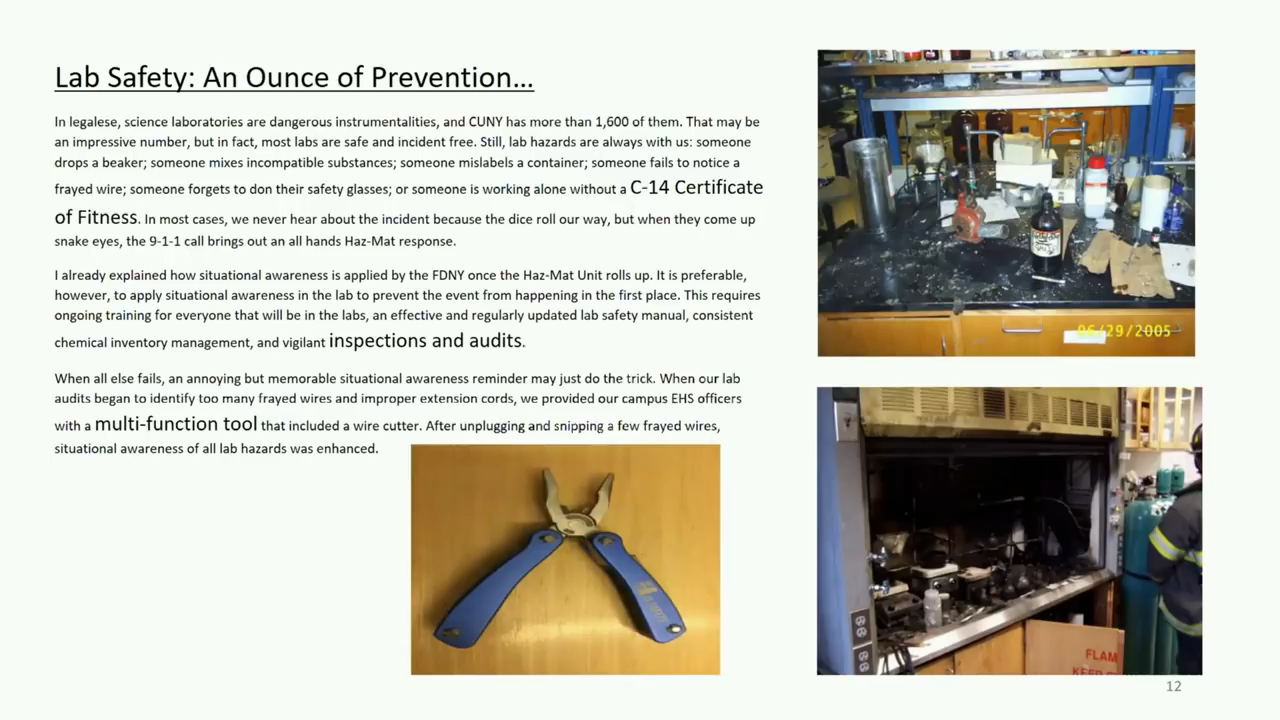 Lab Safety: An Ounce of Prevention...
In legalese, science laboratories are dangerous instrumentalities, and CUNY has more than 1,600 of them. That may be
an impressive number, but in fact, most labs are safe and incident free. Still, lab hazards are always with us: someone
drops a beaker; someone mixes incompatible substances; someone mislabels a container; someone fails to notice a
frayed wire; someone forgets to don their safety glasses; or someone is working alone without a C-14 Certificate
of Fitness. In most cases, we never hear about the incident because the dice roll our way, but when they come up
snake eyes, the 9-1-1 call brings out an all hands Haz-Mat response.
I already explained how situational awareness is applied by the FDNY once the Haz-Mat Unit rolls up. It is preferable,
however, to apply situational awareness in the lab to prevent the event from happening in the first place. This requires
ongoing training for everyone that will be in the labs, an effective and regularly updated lab safety manual, consistent
chemical inventory management, and vigilant inspections and audits.
When all else fails, an annoying but memorable situational awareness reminder may just do the trick. When our lab
audits began to identify too many frayed wires and improper extension cords, we provided our campus EHS officers
with a multi-function tool that included a wire cutter. After unplugging and snipping a few frayed wires,
situational awareness of all lab hazards was enhanced.
06/29/2005
FLAM
12